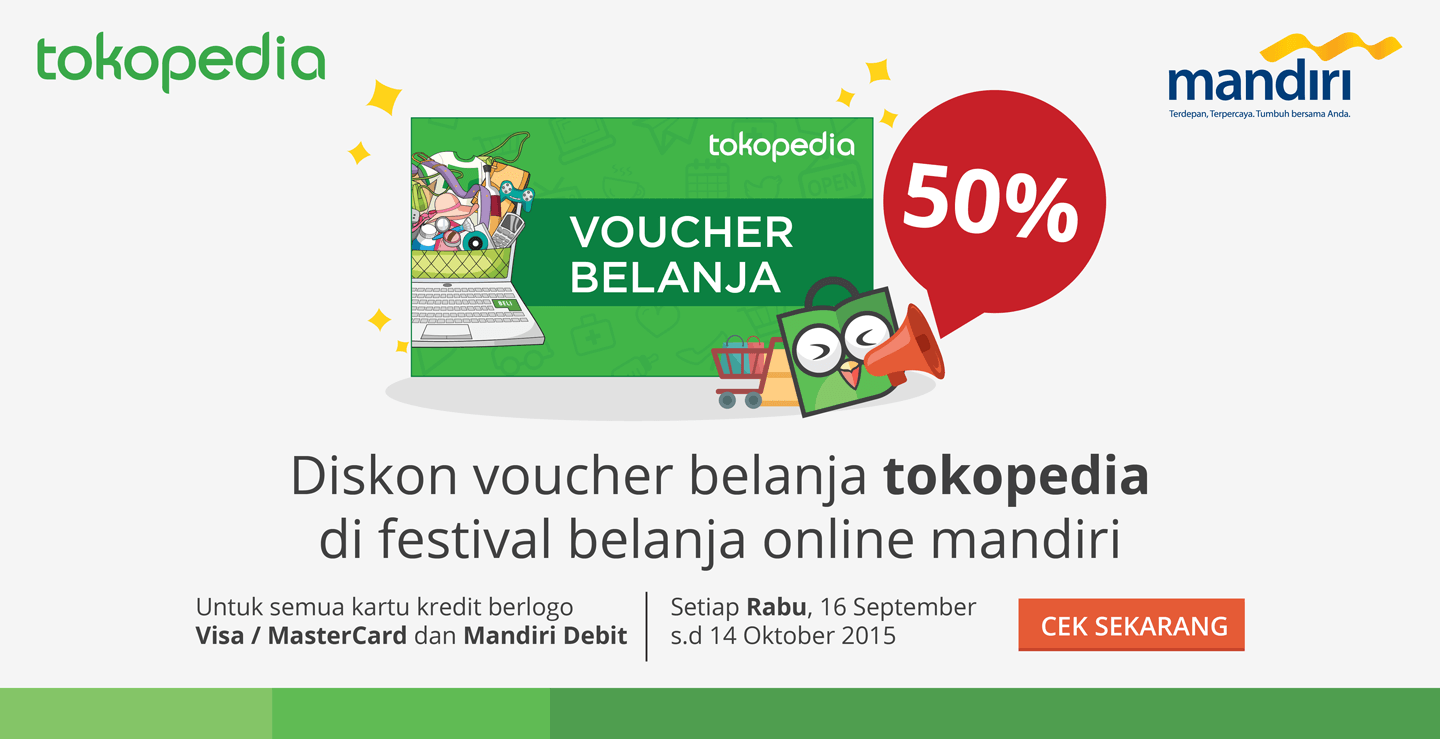 tokopedia
mandiri
Terdepan, Terpercaya. Tumbuh bersama Anda.
tokopedia
OPEN
50%
VOUCHER
BELANJA
BELI
Diskon voucher belanja tokopedia
di festival belanja online mandiri
Untuk semua kartu kredit berlogo
Visa / MasterCard dan Mandiri Debit
Setiap Rabu, 16 September
s.d 14 Oktober 2015
CEK SEKARANG